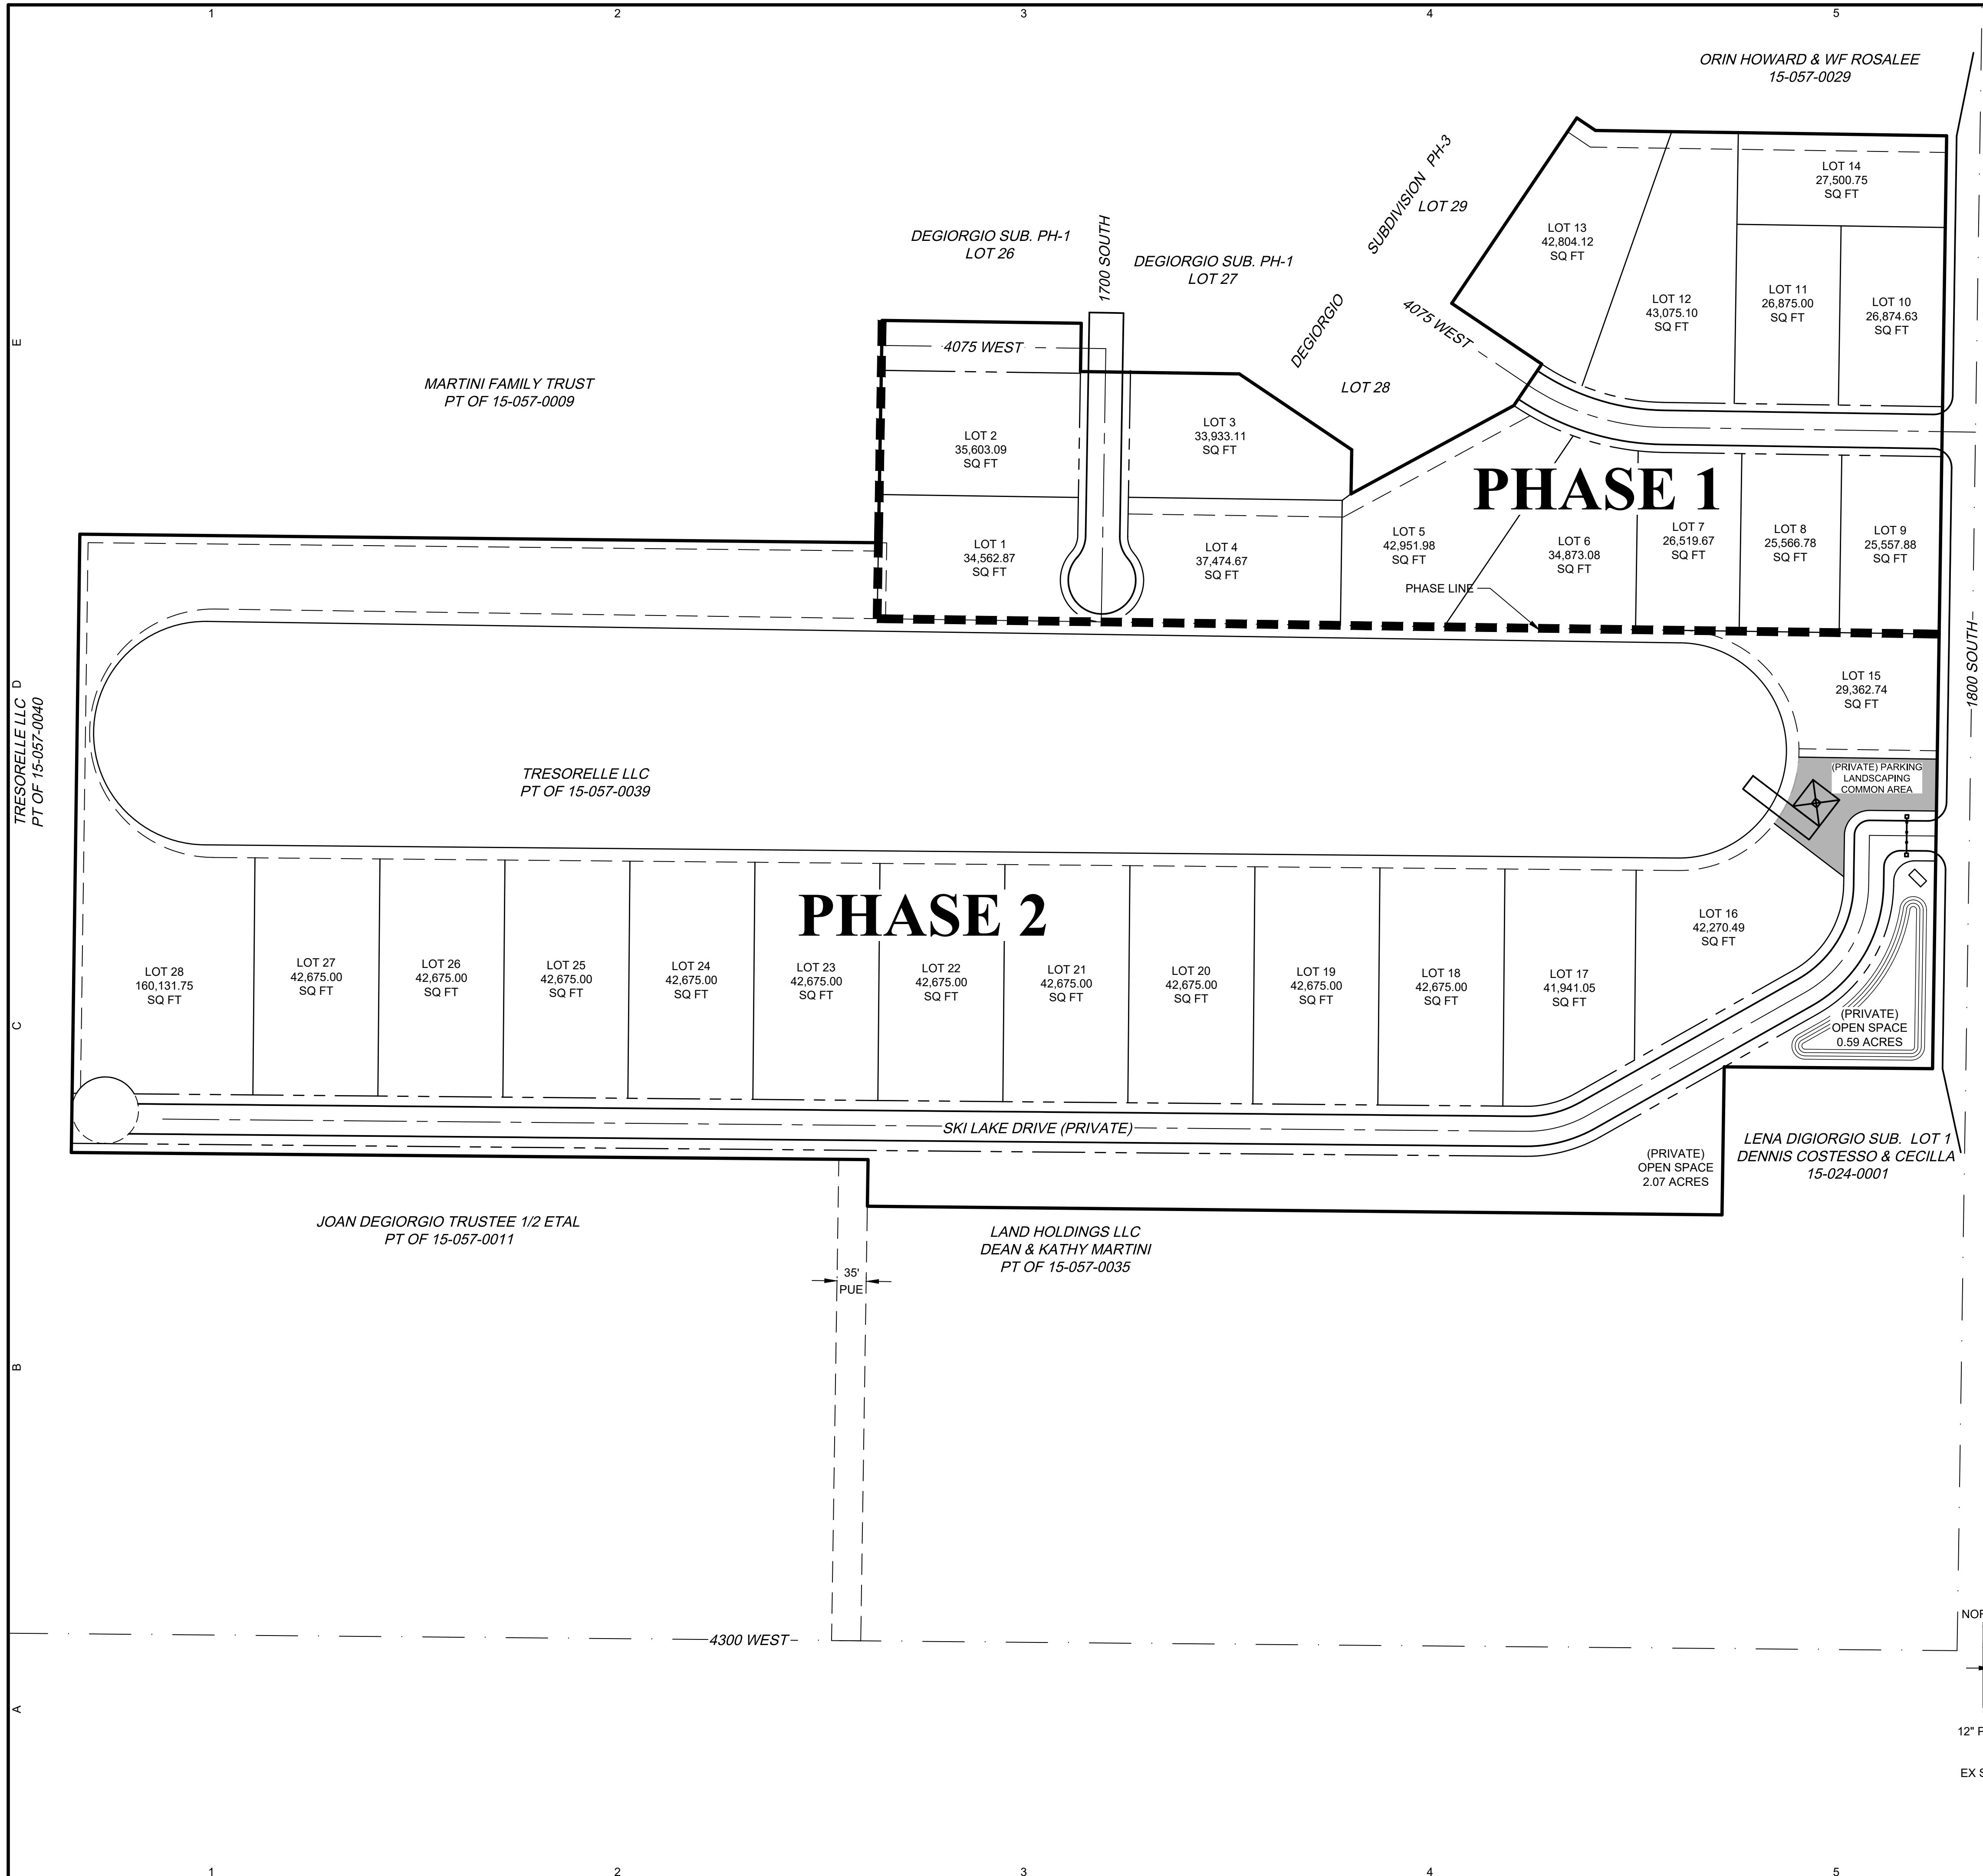 1
2
3
4
5
ORIN HOWARD & WF ROSALEE
15-057-0029
LOT 14
27,500.75
SQ FT
DEGIORGIO SUBDIVISION PH-3
LOT 29
LOT 13
42,804.12
SQ FT
DEGIORGIO SUB. PH-1
LOT 26
1700 SOUTH
DEGIORGIO SUB. PH-1
LOT 27
LOT 12
43,075.10
SQ FT
LOT 11
26,875.00
SQ FT
LOT 10
26,874.63
SQ FT
E
4075 WEST
4075 WEST
MARTINI FAMILY TRUST
PT OF 15-057-0009
LOT 28
LOT 2
35,603.09
SQ FT
LOT 3
33,933.11
SQ FT
PHASE 1
LOT 1
34,562.87
SQ FT
LOT 4
37,474.67
SQ FT
LOT 5
42,951.98
SQ FT
LOT 6
34,873.08
SQ FT
LOT 7
26,519.67
SQ FT
LOT 8
25,566.78
SQ FT
LOT 9
25,557.88
SQ FT
PHASE LINE
1800 SOUTH
D
TRESORELLE LLC
PT OF 15-057-0040
LOT 15
29,362.74
SQ FT
TRESORELLE LLC
PT OF 15-057-0039
(PRIVATE) PARKING
LANDSCAPING
COMMON AREA
PHASE 2
LOT 28
160,131.75
SQ FT
LOT 27
42,675.00
SQ FT
LOT 26
42,675.00
SQ FT
LOT 25
42,675.00
SQ FT
LOT 24
42,675.00
SQ FT
LOT 23
42,675.00
SQ FT
LOT 22
42,675.00
SQ FT
LOT 21
42,675.00
SQ FT
LOT 20
42,675.00
SQ FT
LOT 19
42,675.00
SQ FT
LOT 18
42,675.00
SQ FT
LOT 17
41,941.05
SQ FT
LOT 16
42,270.49
SQ FT
C
(PRIVATE)
OPEN SPACE
0.59 ACRES
SKI LAKE DRIVE (PRIVATE)
(PRIVATE)
OPEN SPACE
2.07 ACRES
LENA DIGIORGIO SUB. LOT 1
DENNIS COSTESSO & CECILLA
15-024-0001
JOAN DEGIORGIO TRUSTEE 1/2 ETAL
PT OF 15-057-0011
LAND HOLDINGS LLC
DEAN & KATHY MARTINI
PT OF 15-057-0035
35'
PUE
B
4300 WEST
A
12"
EX
1
2
3
4
5